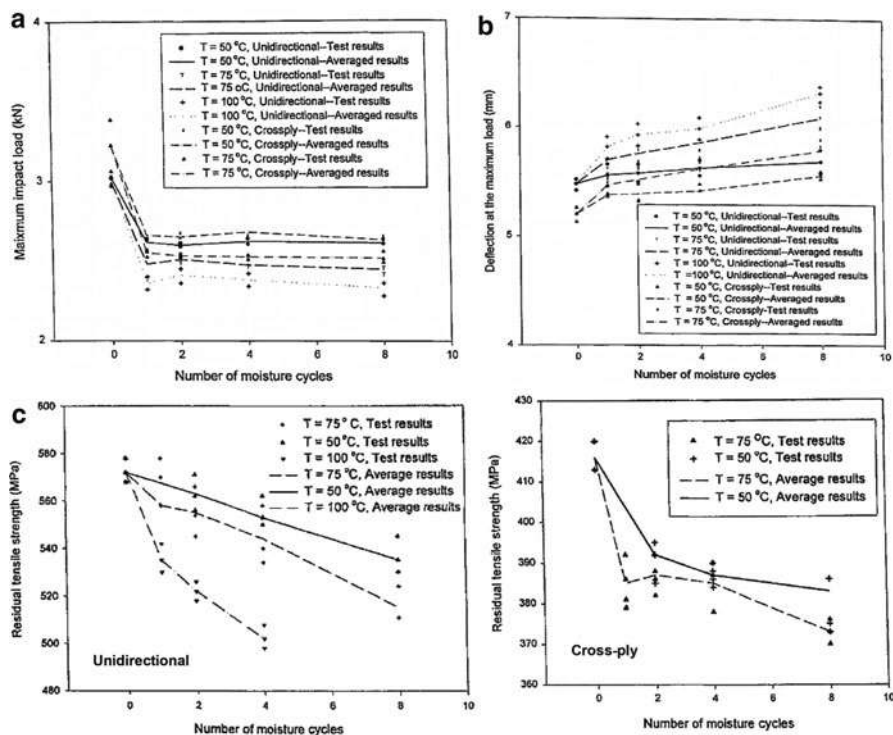 a
4
3
2
Maixmum impact load (kN)
T = 50 °C, Unidirectional--Test results
T = 50°C, Unidirectional--Averaged results
T = 75 °C, Unidirectional--Test results
T = 75 oC, Unidirectional--Averaged results
T = 100 °C, Unidirectional--Test results
T = 100 °C, Unidirectional--Averaged results
T = 50 °C, Crossply--Test results
T = 50 °C, Crossply--Averaged results
T = 75 °C, Crossply--Test results
T = 75 °C, Crossply--Averaged results
0 2 4 6 8 10
Number of moisture cycles
b
7
6
5
4
Deflection at the maximum load (mm)
T = 50 °C, Unidirectional--Test results
T = 50 °C, Unidirectional--Averaged results
T = 75 °C, Unidirectional--Test results
T = 75 °C, Unidirectional--Averaged results
T = 100 °C, Unidirectional--Test results
T =100 °C, Unidirectional--Averaged results
T = 50 °C, Crossply--Test results
T = 50 °C, Crossply--Averaged results
T = 75 °C, Crossply-Test results
T = 75 °C, Crossply--Averaged results
0 2 4 6 8 10
Number of moisture cycles
c
600
580
560
540
520
500
480
Residual tensile strength (MPa)
T = 75° C, Test results
T = 50 °C, Test results
T = 100 °C, Test results
T = 75 °C, Average results
T = 50 °C, Average results
T = 100 °C, Average results
Unidirectional
0 2 4 6 8 10
Number of moisture cycles
430
420
410
400
390
380
370
360
Residual tensile strength (MPa)
T = 75 °C, Test results
T = 50 °C, Test results
T = 75 °C, Average results
T = 50 °C, Average results
Cross-ply
0 2 4 6 8 10
Number of moisture cycles